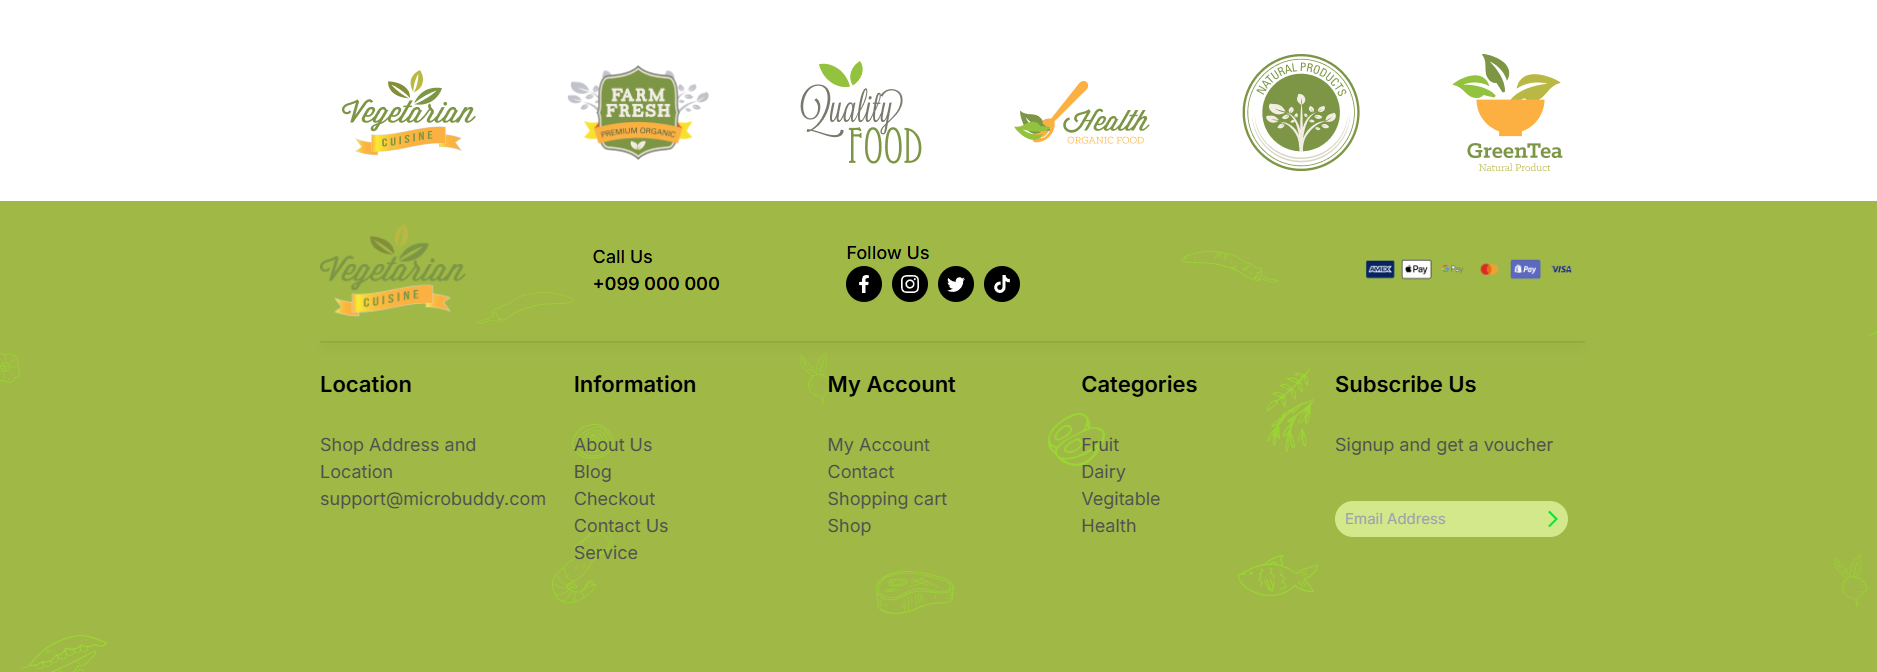 Vegetarian
CUISINE
FARM
FRESH
PREMIUM ORGANIC
Quality
FOOD
Health
ORGANIC FOOD
NATURAL PRODUCTS
GreenTea
Natural Product
Vegetarian
CUISINE
Call Us
+099 000 000
Follow Us
AMEX
Pay
G Pay
Pay
VISA
Location
Information
My Account
Categories
Subscribe Us
Shop Address and
Location
support@microbuddy.com
About Us
Blog
Checkout
Contact Us
Service
My Account
Contact
Shopping cart
Shop
Fruit
Dairy
Vegitable
Health
Signup and get a voucher
Email Address